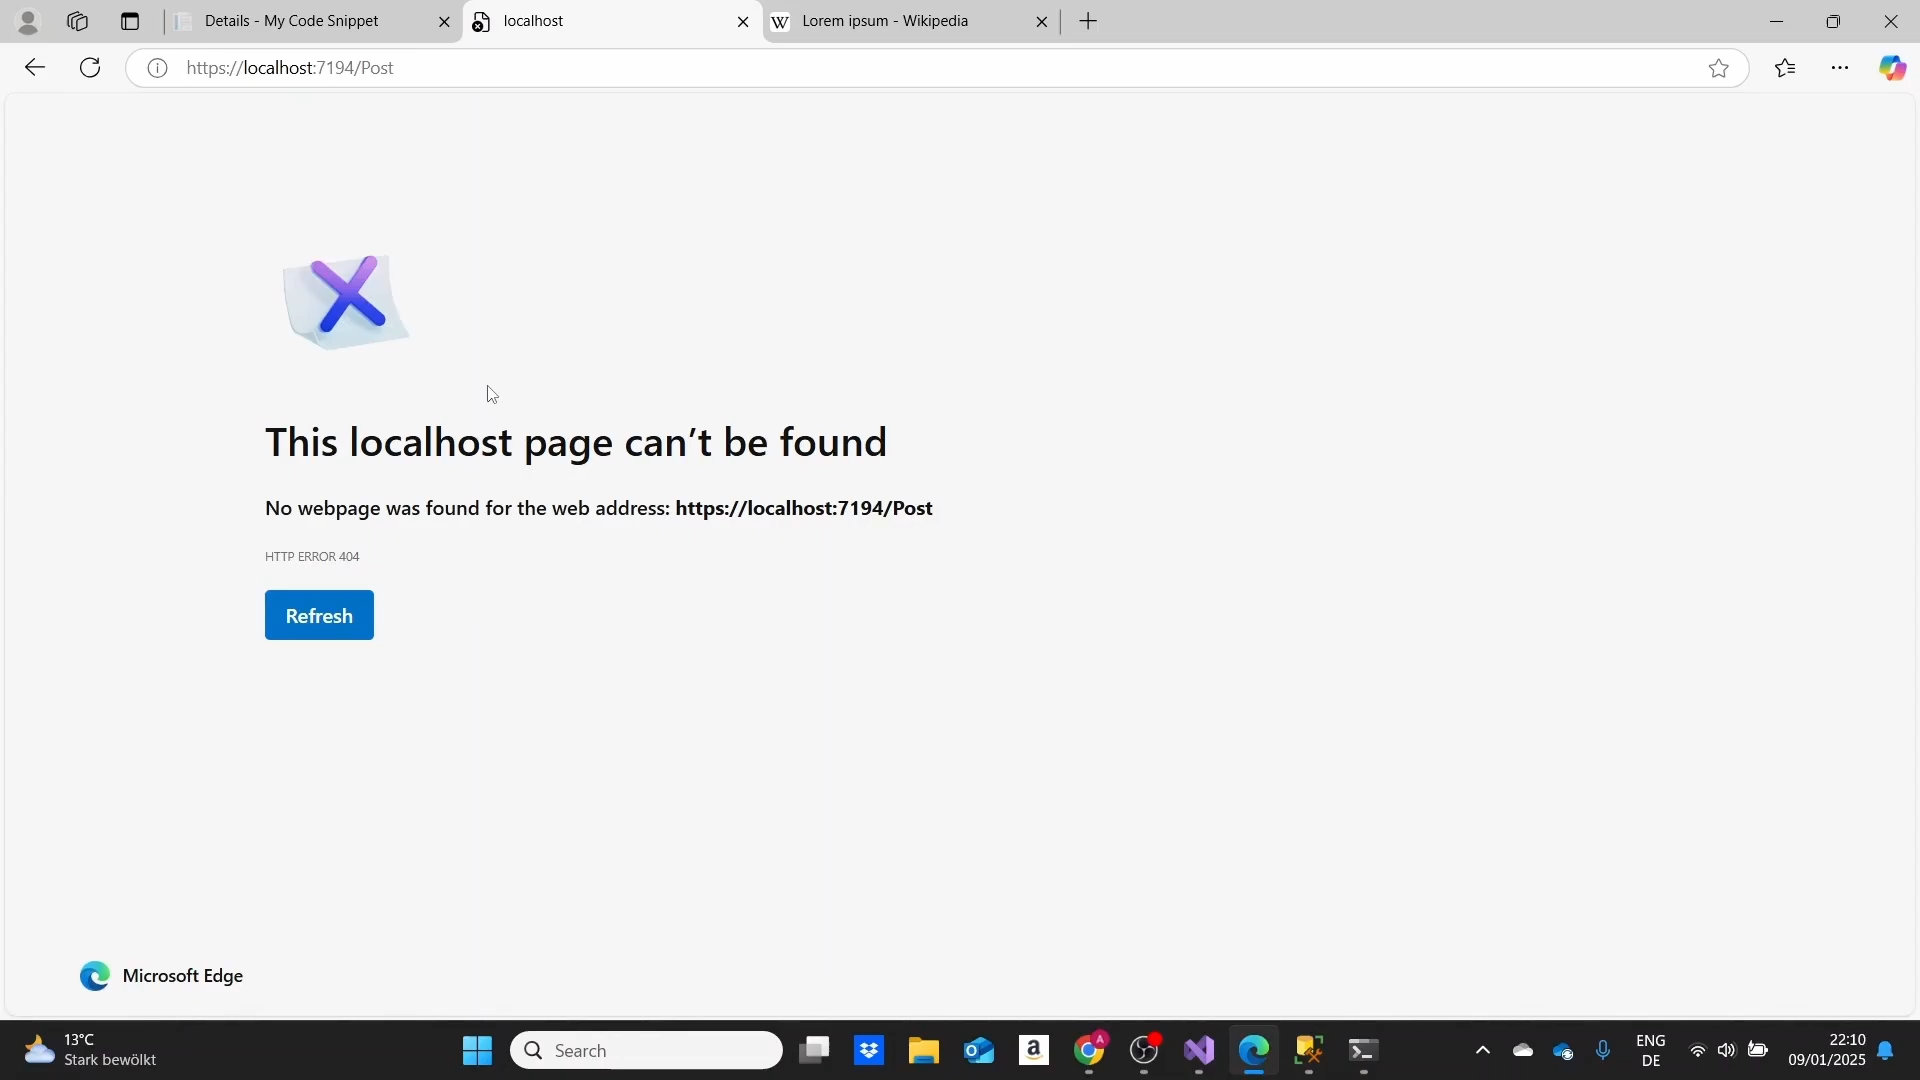 Details - My Code Snippet
localhost
W Lorem ipsum - Wikipedia
https://localhost:7194/Post
This localhost page can’t be found
No webpage was found for the web address: https://localhost:7194/Post
HTTP ERROR 404
Refresh
Microsoft Edge
13°C
Stark bewölkt
Search
a
A
ENG
DE
22:10
09/01/2025